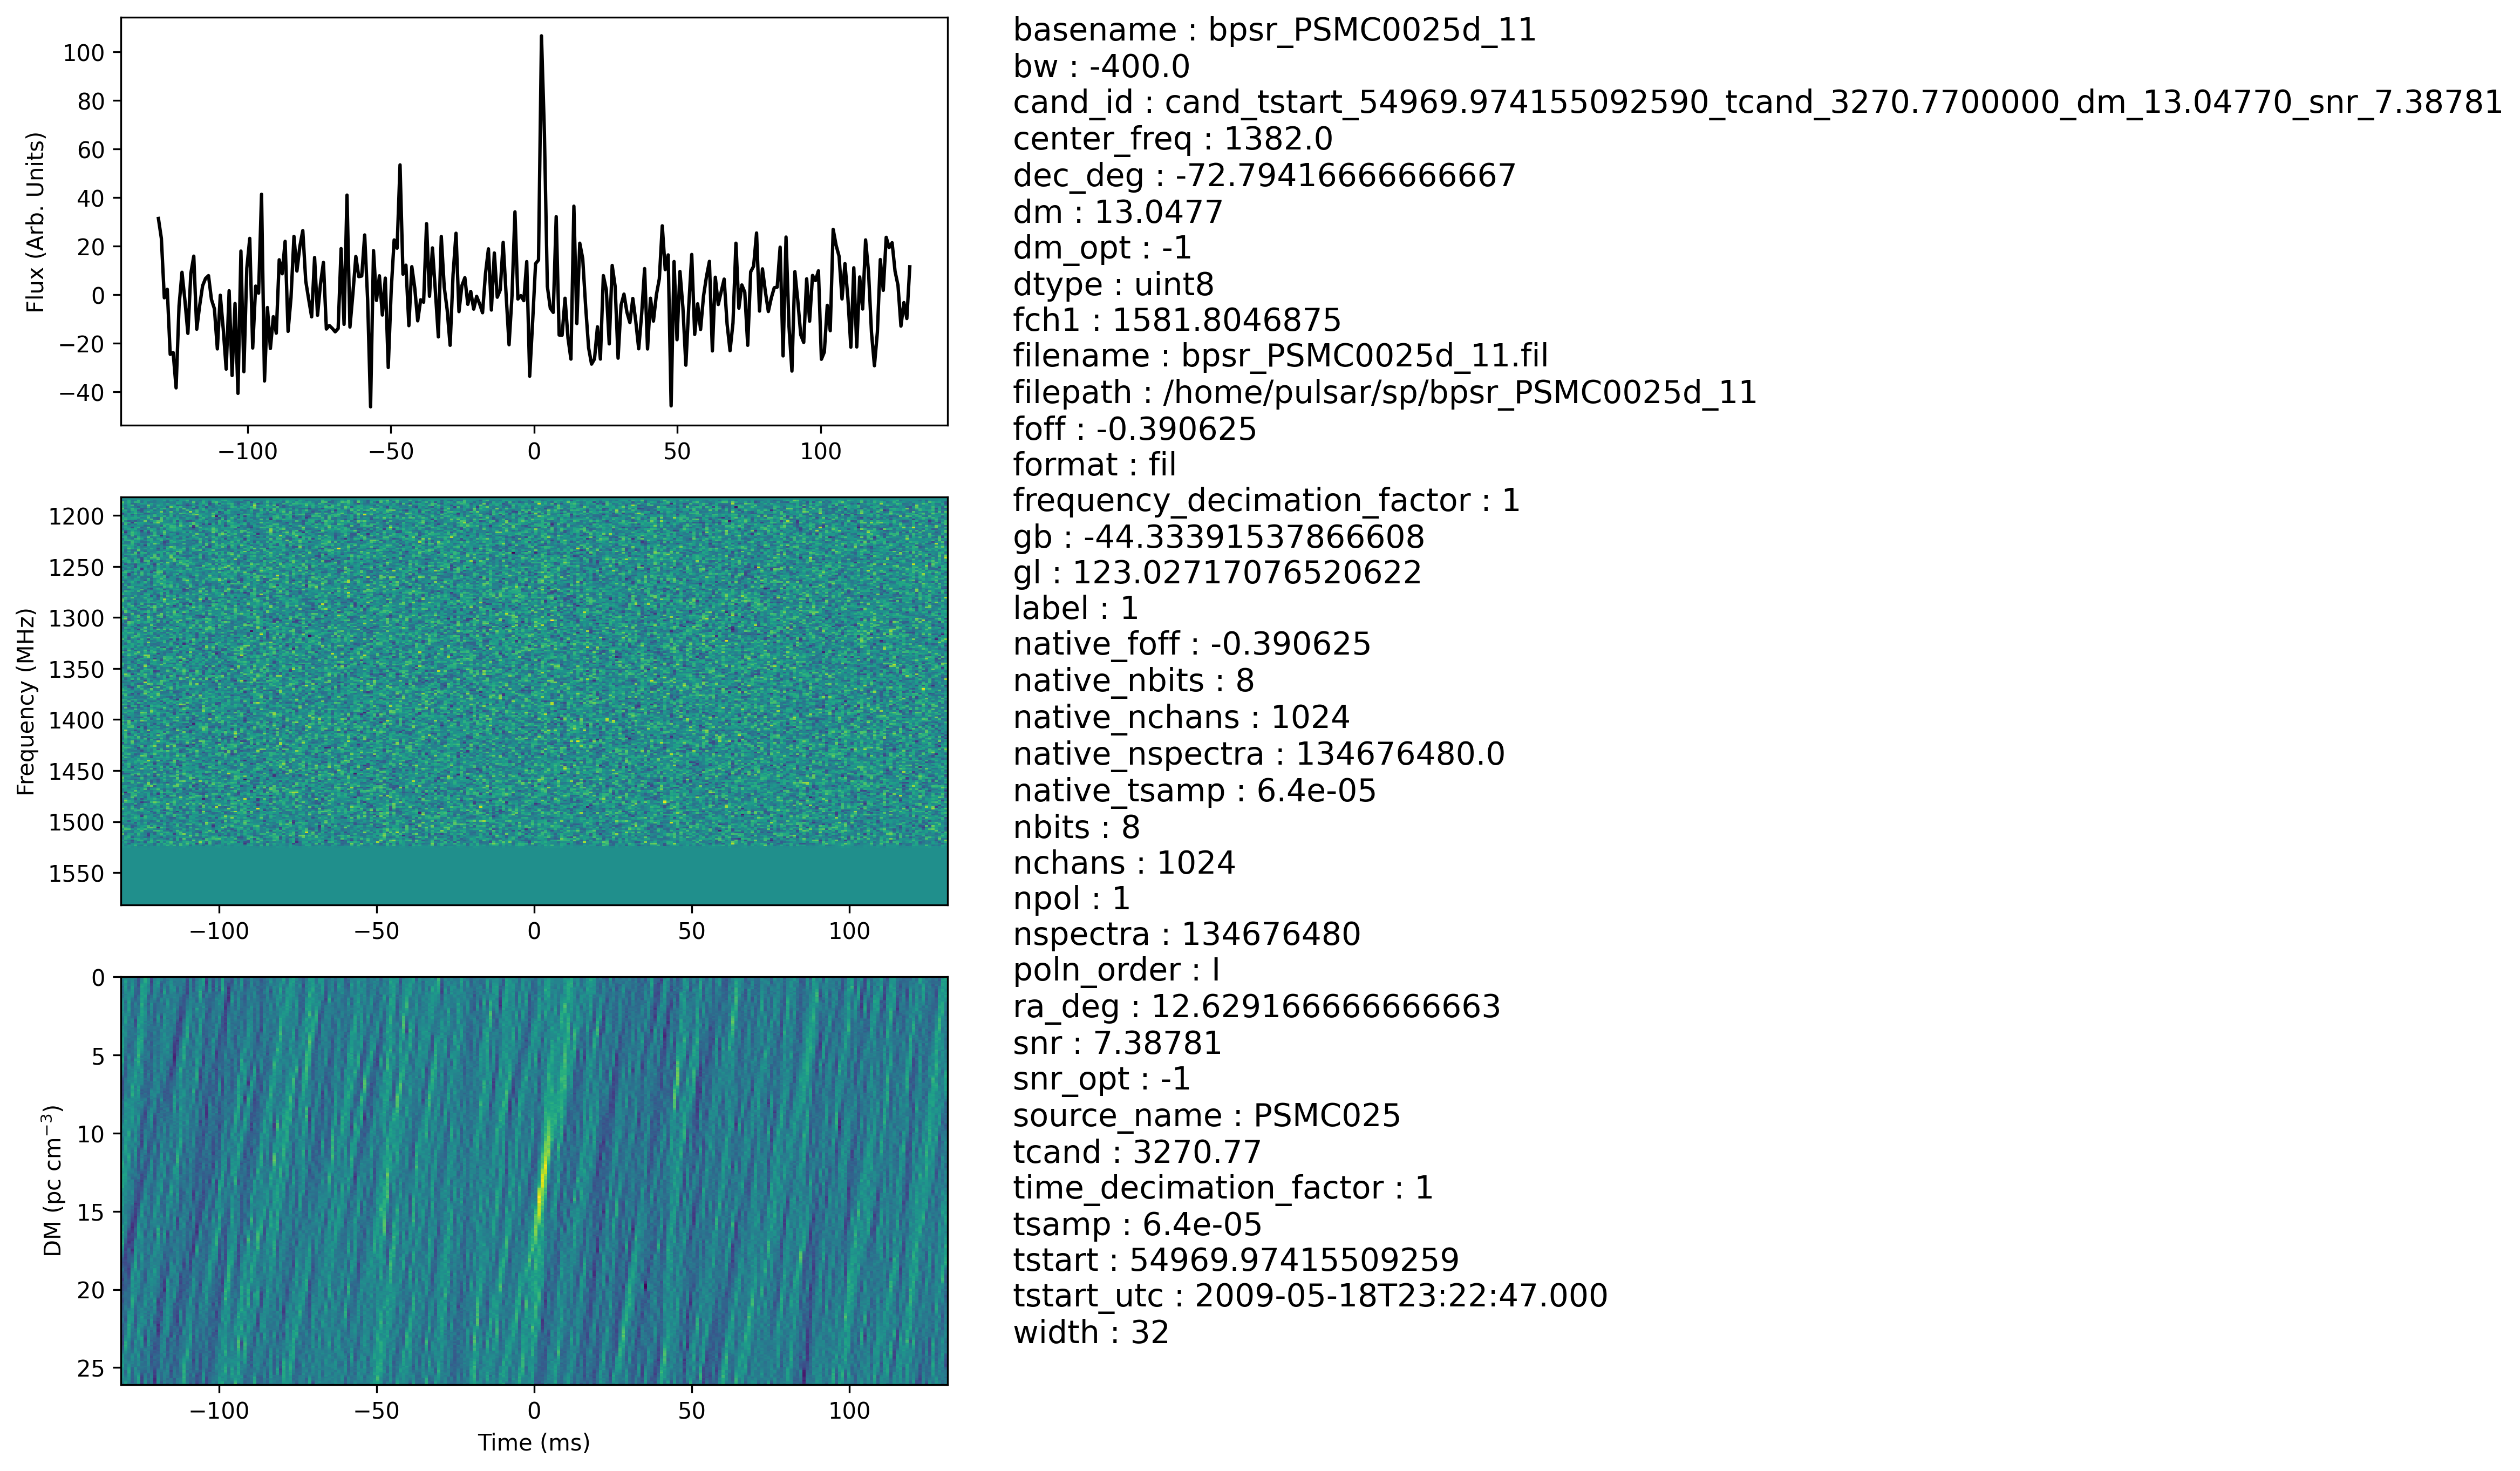 100
80
60
40
20
0
−20
−40
Flux (Arb. Units)
−100 −50 0 50 100
1200
1250
1300
1350
1400
1450
1500
1550
Frequency (MHz)
−100 −50 0 50 100
0
5
10
15
20
25
DM (pc cm⁻³)
−100 −50 0 50 100
Time (ms)
basename : bpsr_PSMC0025d_11
bw : -400.0
cand_id : cand_tstart_54969.974155092590_tcand_3270.7700000_dm_13.04770_snr_7.38781
center_freq : 1382.0
dec_deg : -72.79416666666667
dm : 13.0477
dm_opt : -1
dtype : uint8
fch1 : 1581.8046875
filename : bpsr_PSMC0025d_11.fil
filepath : /home/pulsar/sp/bpsr_PSMC0025d_11
foff : -0.390625
format : fil
frequency_decimation_factor : 1
gb : -44.33391537866608
gl : 123.02717076520622
label : 1
native_foff : -0.390625
native_nbits : 8
native_nchans : 1024
native_nspectra : 134676480.0
native_tsamp : 6.4e-05
nbits : 8
nchans : 1024
npol : 1
nspectra : 134676480
poln_order : I
ra_deg : 12.629166666666663
snr : 7.38781
snr_opt : -1
source_name : PSMC025
tcand : 3270.77
time_decimation_factor : 1
tsamp : 6.4e-05
tstart : 54969.97415509259
tstart_utc : 2009-05-18T23:22:47.000
width : 32